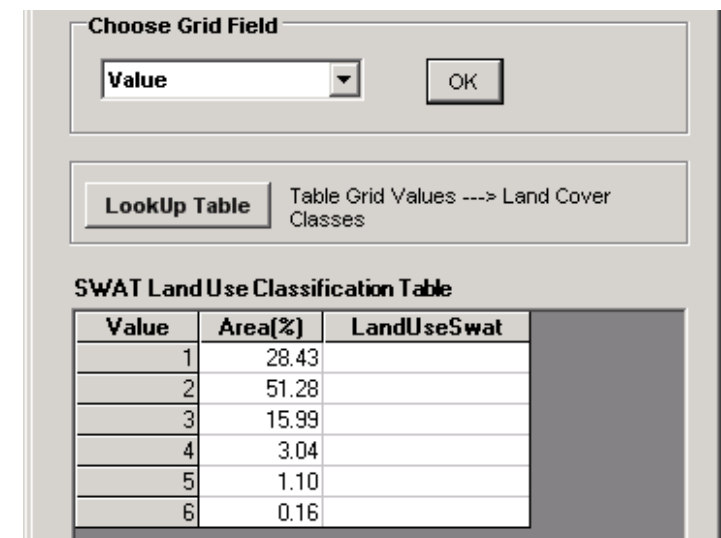 Choose Grid Field
Value OK
LookUp Table Table Grid Values ---> Land Cover
Classes
SWAT Land Use Classification Table
Value Area(%) LandUseSwat
1 28.43
2 51.28
3 15.99
4 3.04
5 1.10
6 0.16